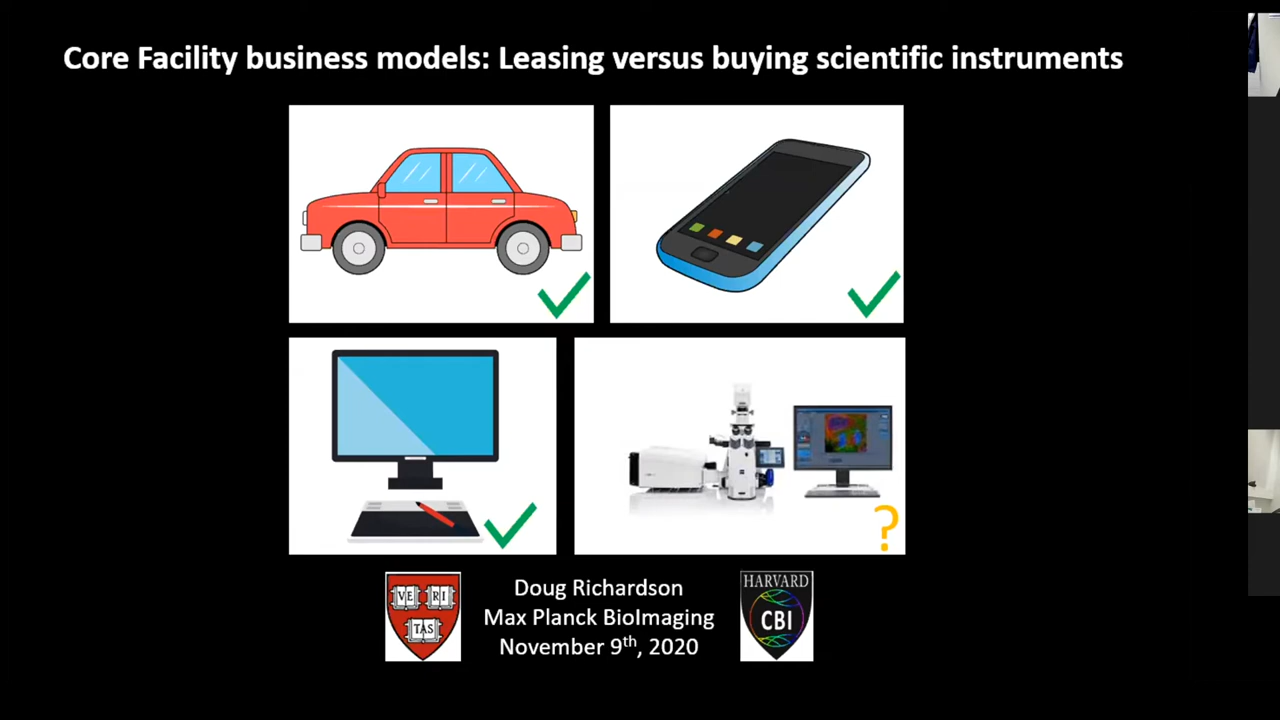 Core Facility business models: Leasing versus buying scientific instruments
?
VE RI
TAS
Doug Richardson
Max Planck BioImaging
November 9th, 2020
HARVARD
CBI